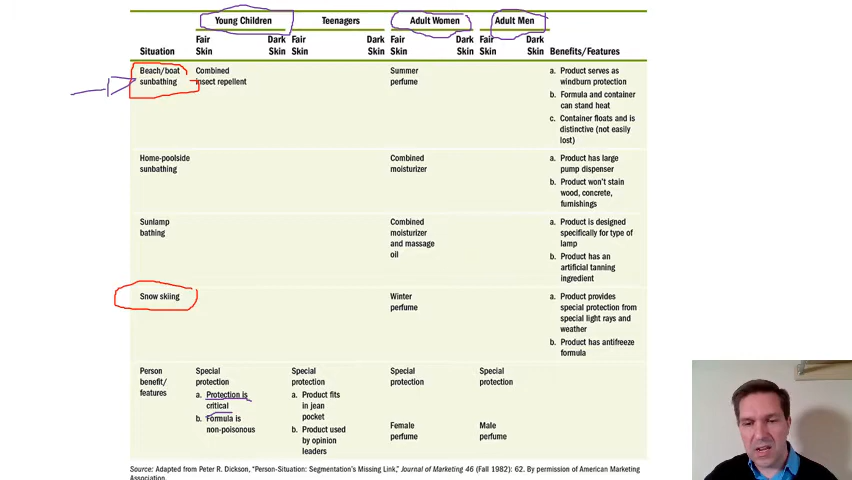 Young Children Teenagers Adult Women Adult Men
Fair Dark Fair Dark Fair Dark Fair Dark
Situation Skin Skin Skin Skin Skin Skin Skin Skin Benefits/Features
Beach/boat Combined Summer a. Product serves as
sunbathing insect repellent perfume windburn protection
b. Formula and container
can stand heat
c. Container floats and is
distinctive (not easily
lost)
Home-poolside Combined a. Product has large
sunbathing moisturizer pump dispenser
b. Product won't stain
wood, concrete,
furnishings
Sunlamp Combined a. Product is designed
bathing moisturizer specifically for type of
and massage lamp
oil b. Product has an
artificial tanning
ingredient
Snow skiing Winter a. Product provides
perfume special protection from
special light rays and
weather
b. Product has antifreeze
formula
Person Special Special Special Special
benefit/ protection protection protection protection
features a. Protection is a. Product fits
critical in jean
b. Formula is pocket Female Male
non-poisonous b. Product used perfume perfume
by opinion
leaders
Source: Adapted from Peter R. Dickson, "Person-Situation: Segmentation's Missing Link," Journal of Marketing 46 (Fall 1982): 62. By permission of American Marketing
Association.